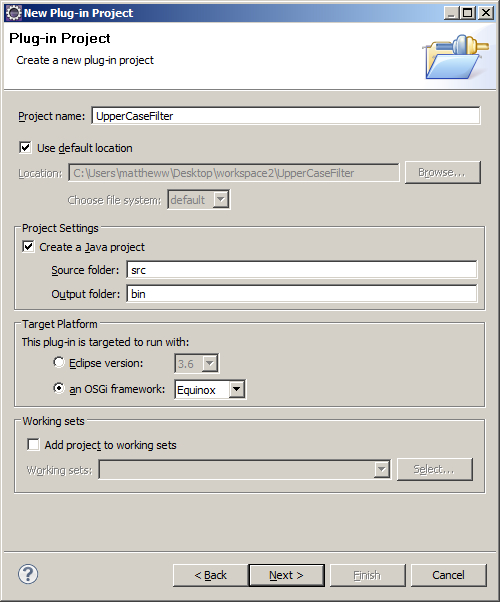 New Plug-in Project
Plug-in Project
Create a new plug-in project
Project name: UpperCaseFilter
Use default location
Location: C:\Users\mattheww\Desktop\workspace2\UpperCaseFilter Browse...
Choose file system: default
Project Settings
Create a Java project
Source folder: src
Output folder: bin
Target Platform
This plug-in is targeted to run with:
Eclipse version: 3.6
an OSGi framework: Equinox
Working sets
Add project to working sets
Working sets: Select...
? < Back Next > Finish Cancel